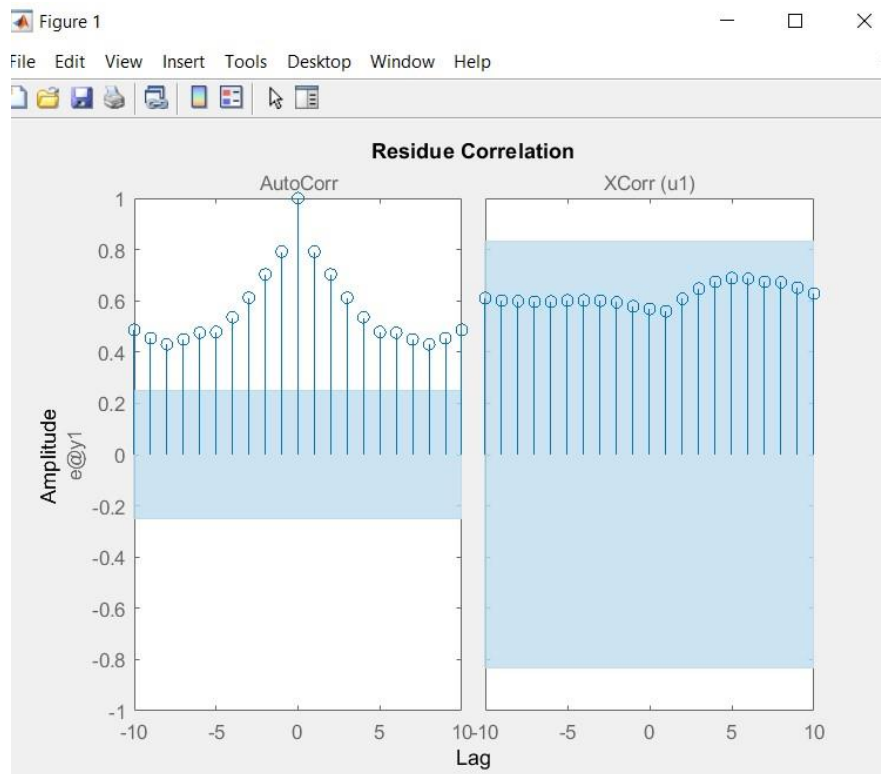 Figure 1
File Edit View Insert Tools Desktop Window Help
Residue Correlation
AutoCorr
XCorr (u1)
1
0.8
0.6
0.4
0.2
0
-0.2
-0.4
-0.6
-0.8
-1
Amplitude
e@y1
-10 -5 0 5 10
-10 -5 0 5 10
Lag